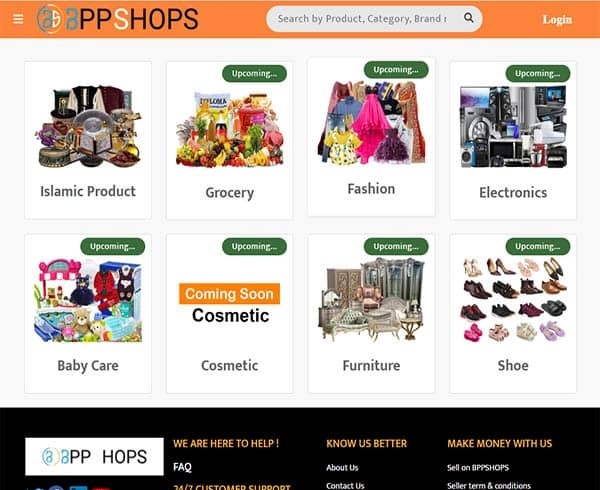 BPPSHOPS
Search by Product, Category, Brand
Login
Islamic Product
Upcoming...
DIPLOMA
Grocery
Upcoming...
Fashion
Upcoming...
Electronics
Upcoming...
Baby Care
Upcoming...
Coming Soon
Cosmetic
Cosmetic
Upcoming...
Furniture
Upcoming...
Shoe
BPP HOPS
WE ARE HERE TO HELP !
FAQ
24/7 CUSTOMER SUPPORT
KNOW US BETTER
About Us
Contact Us
MAKE MONEY WITH US
Sell on BPPSHOPS
Seller term & conditions